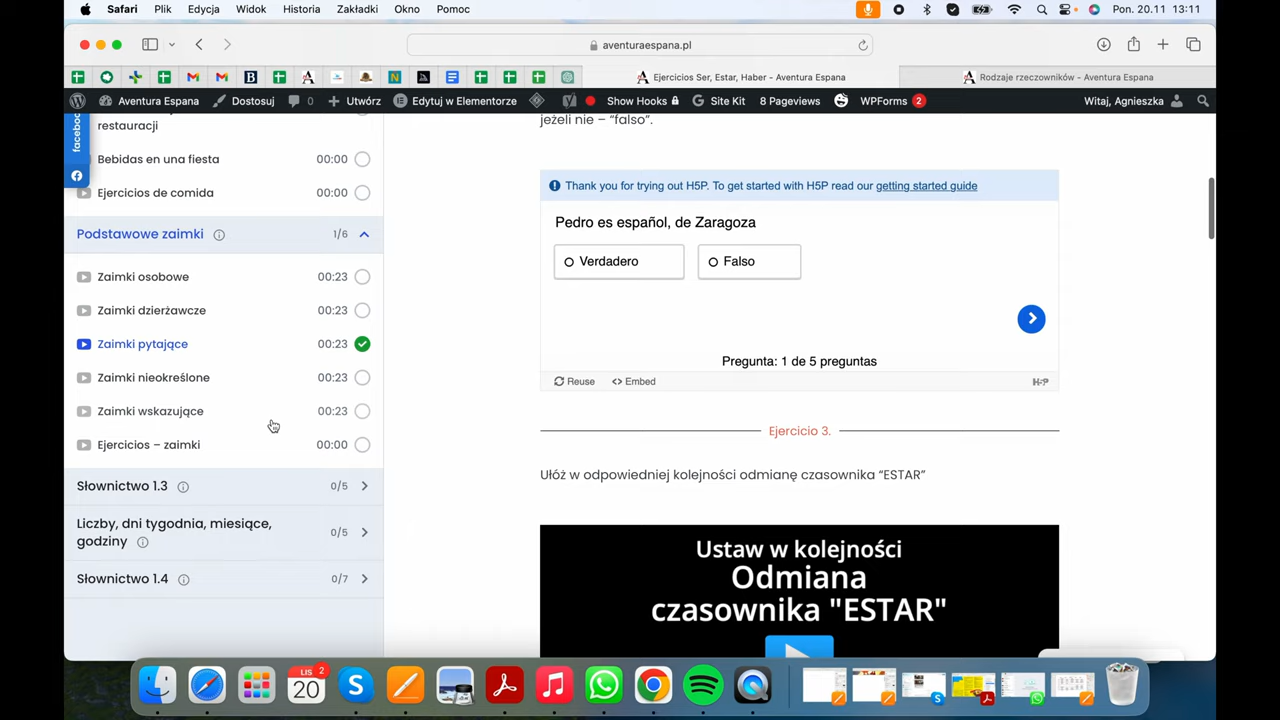 Safari Plik Edycja Widok Historia Zakładki Okno Pomoc Pon. 20.11 13:11
aventuraespana.pl
Ejercicios Ser, Estar, Haber - Aventura Espana
Rodzaje rzeczowników - Aventura Espana
Aventura Espana Dostosuj 0 Utwórz Edytuj w Elementorze Show Hooks Site Kit 8 Pageviews WPForms 2 Witaj, Agnieszka
facebook
restauracji
Bebidas en una fiesta 00:00
Ejercicios de comida 00:00
Podstawowe zaimki 1/6
Zaimki osobowe 00:23
Zaimki dzierżawcze 00:23
Zaimki pytające 00:23
Zaimki nieokreślone 00:23
Zaimki wskazujące 00:23
Ejercicios – zaimki 00:00
Słownictwo 1.3 0/5
Liczby, dni tygodnia, miesiące,
godziny 0/5
Słownictwo 1.4 0/7
jeżeli nie – “falso”.
Thank you for trying out H5P. To get started with H5P read our getting started guide
Pedro es español, de Zaragoza
Verdadero Falso
Pregunta: 1 de 5 preguntas
Reuse <> Embed H5P
Ejercicio 3.
Ułóż w odpowiedniej kolejności odmianę czasownika “ESTAR”
Ustaw w kolejności
Odmiana
czasownika "ESTAR"
LIS 2
20